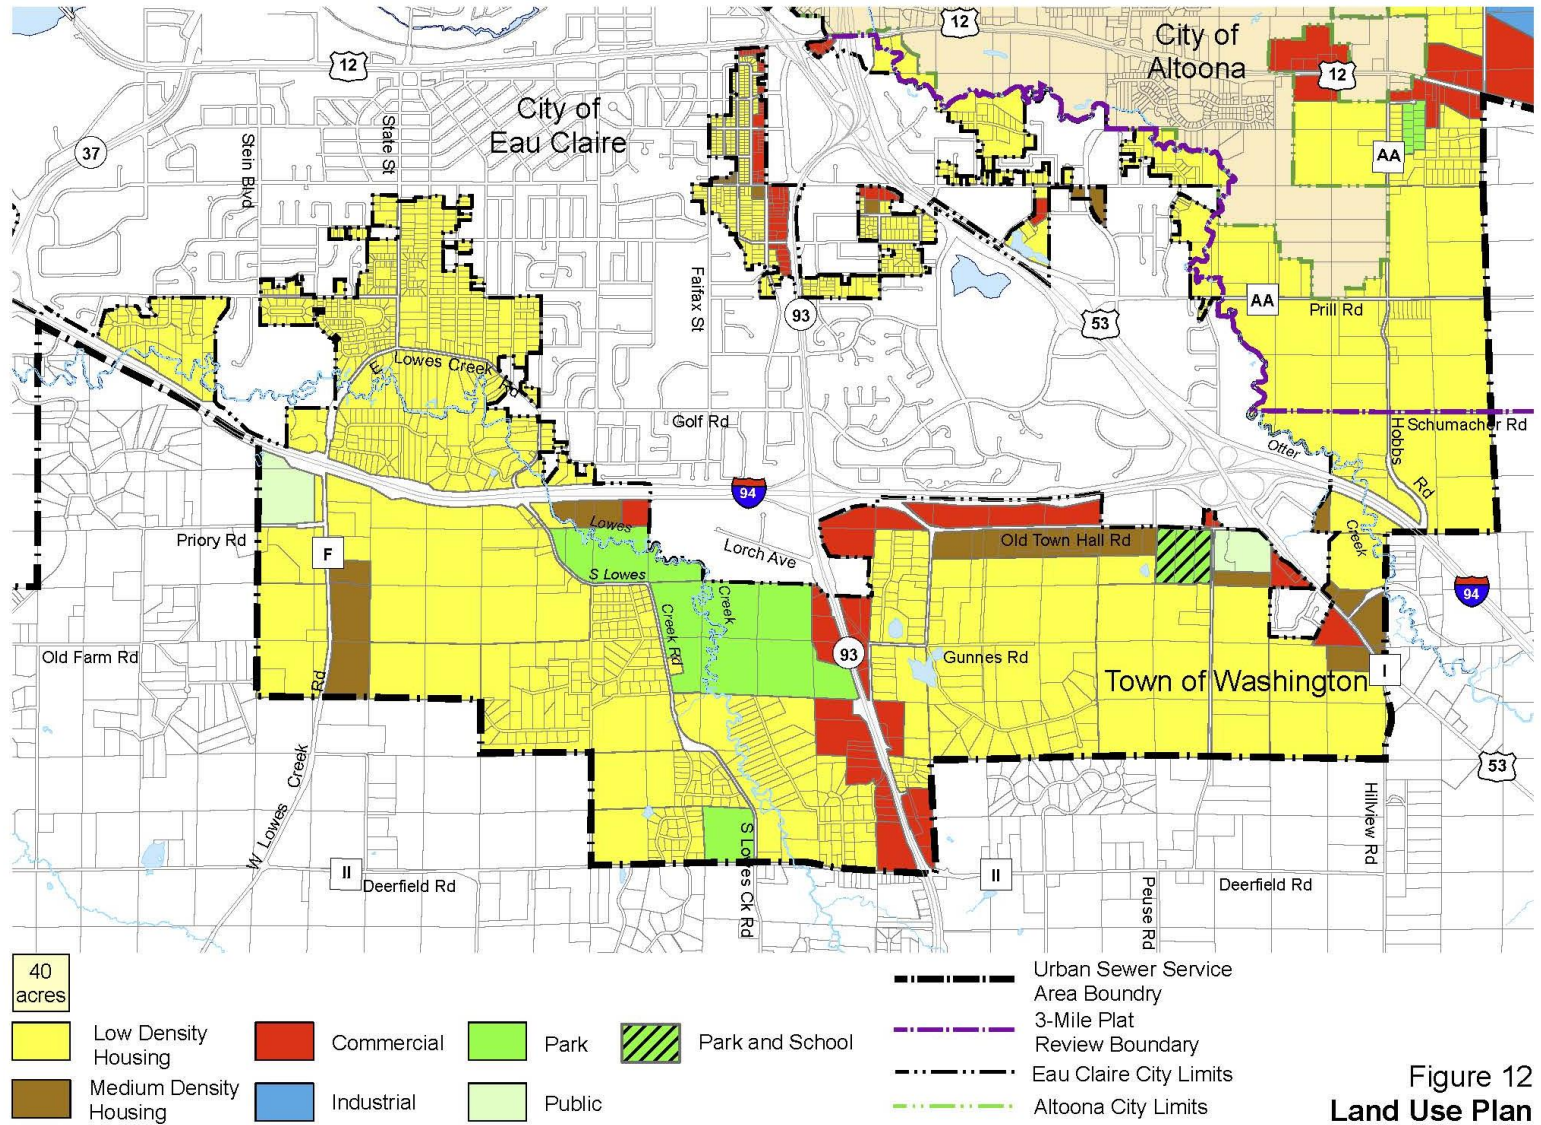 12
City of
Altoona
12
12
City of
Eau Claire
37
State St
Stein Blvd
AA
Fairfax St
93
53
AA
Prill Rd
E
Lowes Creek
Rd
Golf Rd
Hobbs
Rd
Schumacher Rd
Otter
Creek
94
Priory Rd
F
Lowes
Lorch Ave
Old Town Hall Rd
S Lowes
Creek Rd
Creek
94
Old Farm Rd
Rd
93
Gunnes Rd
Town of Washington
I
53
W Lowes Creek
Hillview Rd
S Lowes Ck Rd
II
Deerfield Rd
II
Peuse Rd
Deerfield Rd
40
acres
Low Density
Housing
Medium Density
Housing
Commercial
Industrial
Park
Public
Park and School
Urban Sewer Service
Area Boundry
3-Mile Plat
Review Boundary
Eau Claire City Limits
Altoona City Limits
Figure 12
Land Use Plan